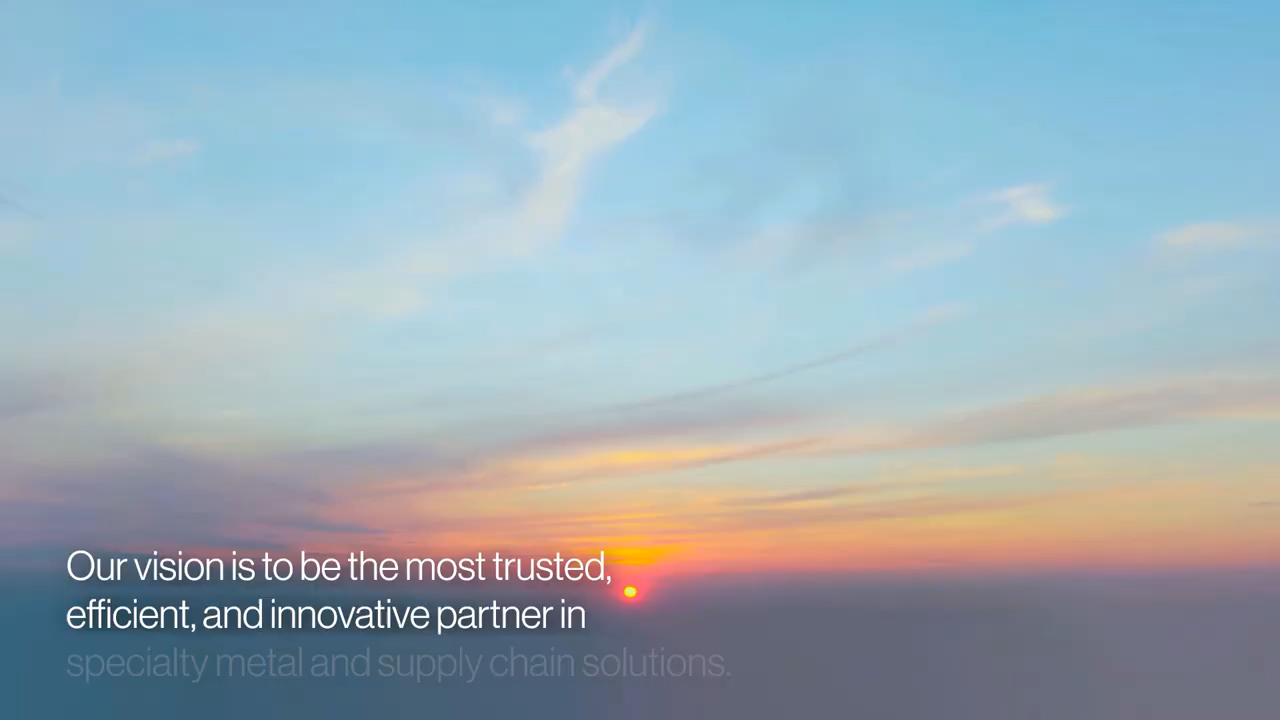 Our vision is to be the most trusted,
efficient, and innovative partner in
specialty metal and supply chain solutions.